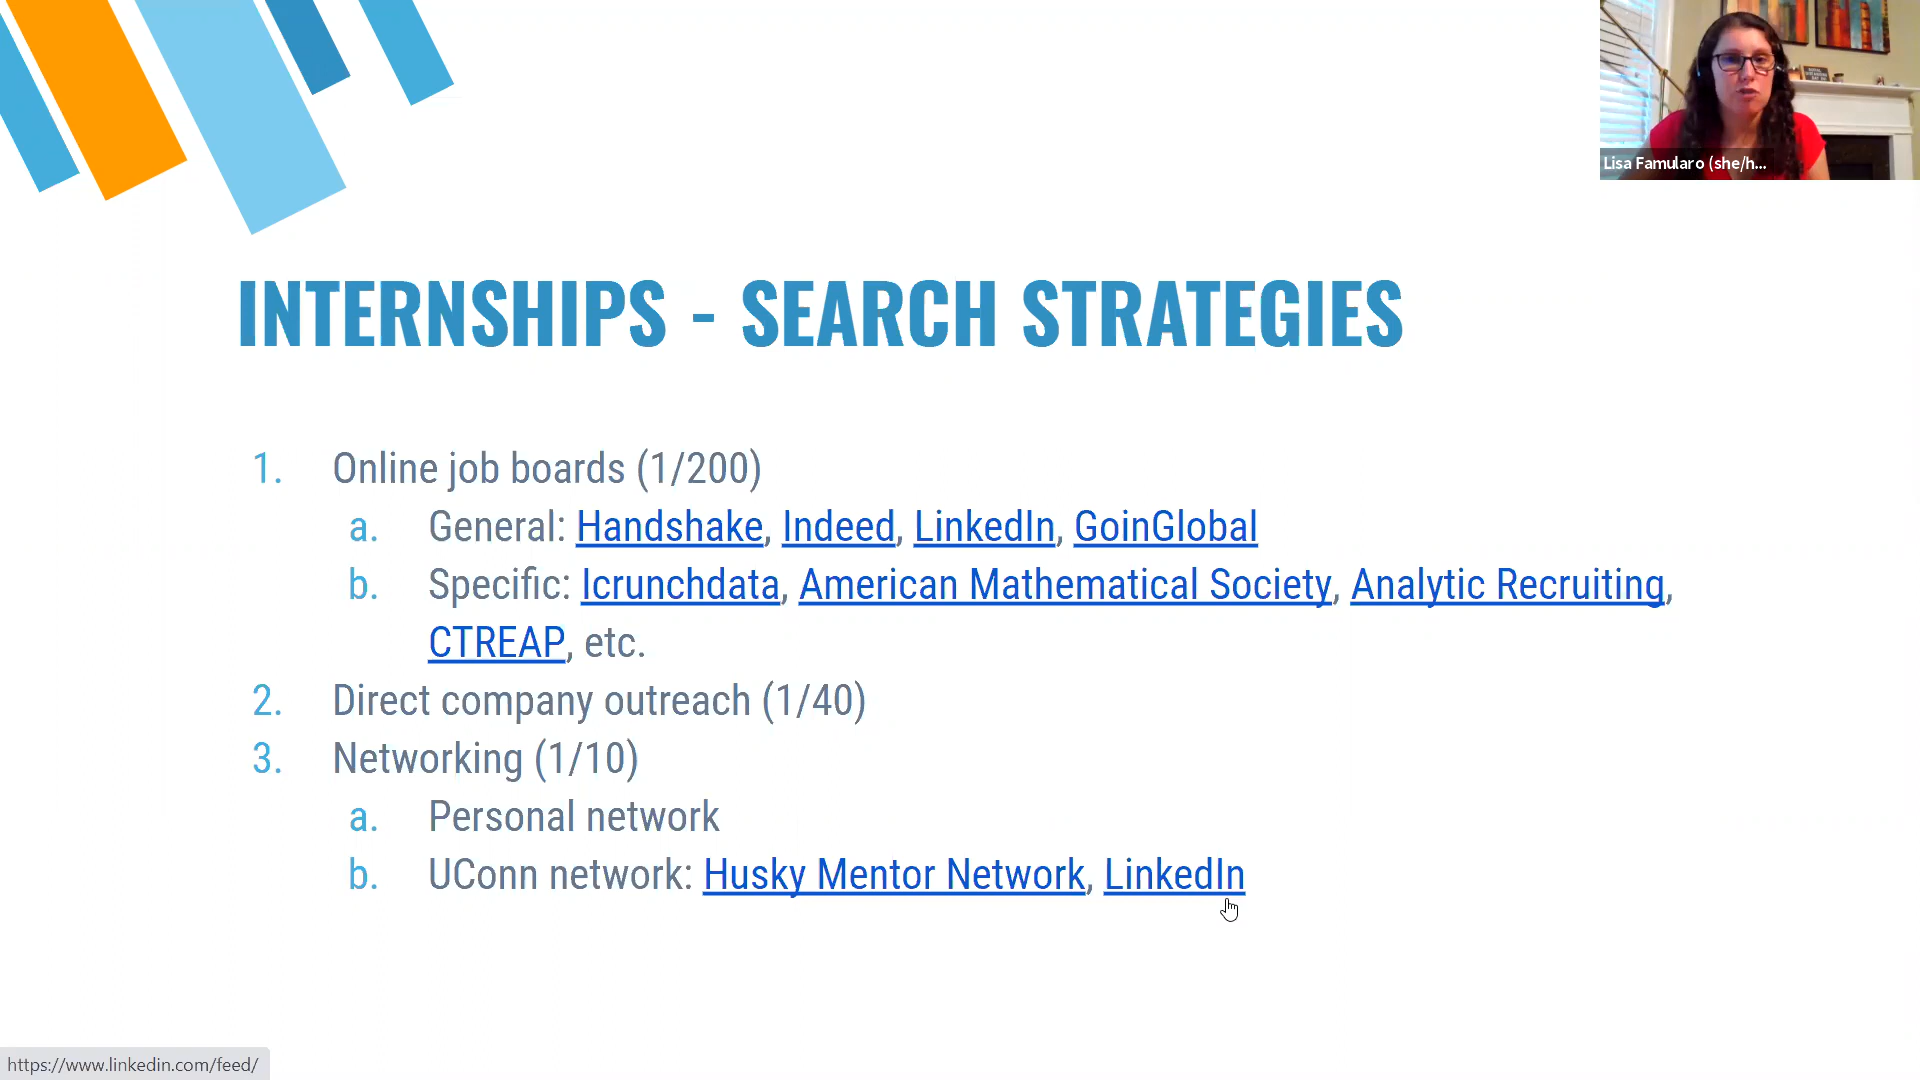 Lisa Famularo (she/h...
INTERNSHIPS - SEARCH STRATEGIES
1. Online job boards (1/200)
a. General: Handshake, Indeed, LinkedIn, GoinGlobal
b. Specific: Icrunchdata, American Mathematical Society, Analytic Recruiting,
CTREAP, etc.
2. Direct company outreach (1/40)
3. Networking (1/10)
a. Personal network
b. UConn network: Husky Mentor Network, LinkedIn
https://www.linkedin.com/feed/